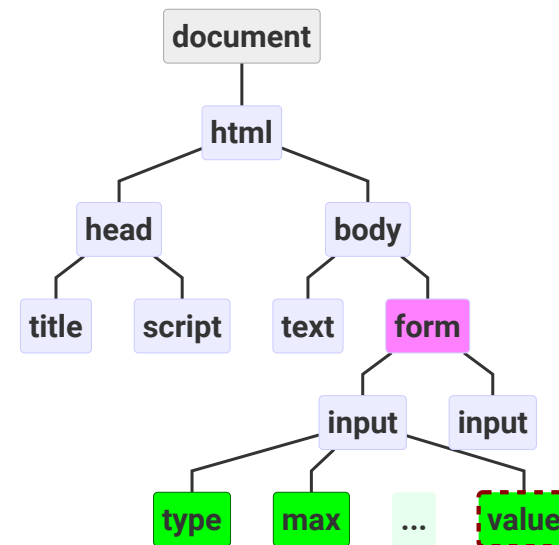 document
html
head body
title script text form
input input
type max ... value